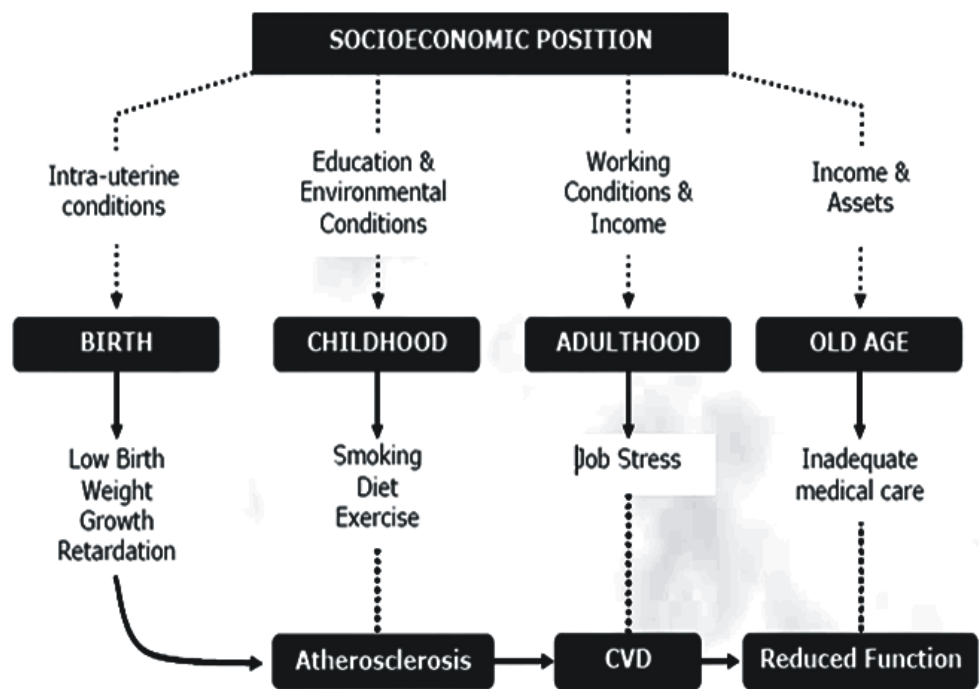 SOCIOECONOMIC POSITION
Intra-uterine
conditions
Education &
Environmental
Conditions
Working
Conditions &
Income
Income &
Assets
BIRTH
CHILDHOOD
ADULTHOOD
OLD AGE
Low Birth
Weight
Growth
Retardation
Smoking
Diet
Exercise
Job Stress
Inadequate
medical care
Atherosclerosis
CVD
Reduced Function